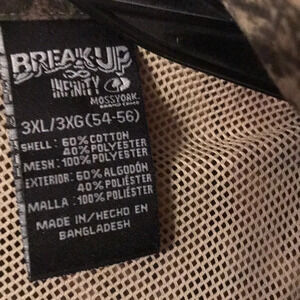 BREAK-UP
INFINITY
MOSSY OAK.
3XL/3XG(54-56)
SHELL: 60% COTTON
40% POLYESTER
MESH: 100% POLYESTER
EXTERIOR: 60% ALGODÓN
40% POLIÉSTER
MALLA: 100% POLIÉSTER
MADE IN/HECHO EN
BANGLADESH